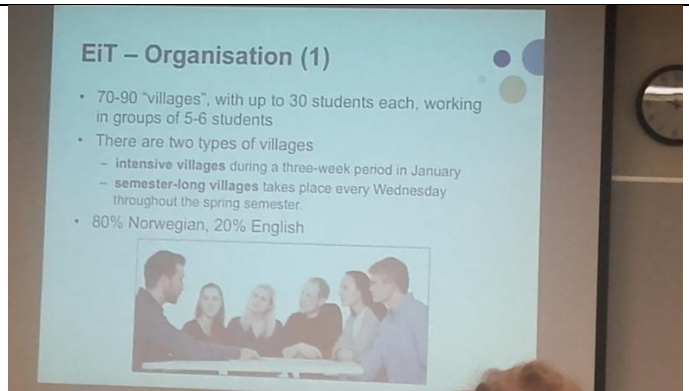 EiT – Organisation (1)
• 70-90 "villages", with up to 30 students each, working
in groups of 5-6 students
• There are two types of villages
– intensive villages during a three-week period in January
– semester-long villages takes place every Wednesday
throughout the spring semester.
• 80% Norwegian, 20% English